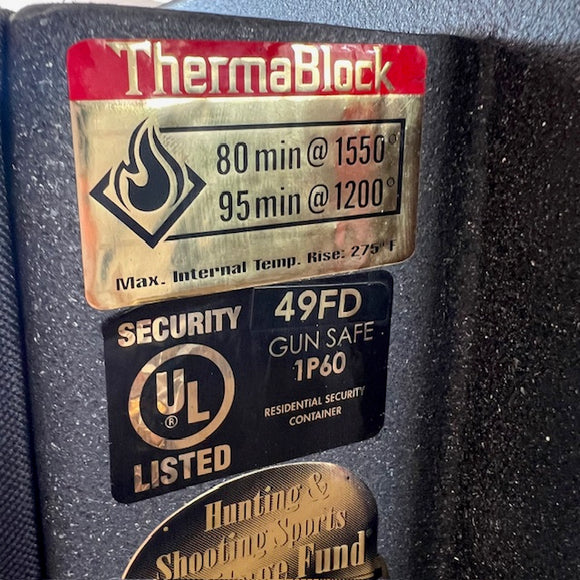 ThermaBlock
80 min @ 1550°
95 min @ 1200°
Max. Internal Temp. Rise: 275° F
SECURITY
UL
®
LISTED
49FD
GUN SAFE
1P60
RESIDENTIAL SECURITY
CONTAINER
Hunting &
Shooting Sports
Fund